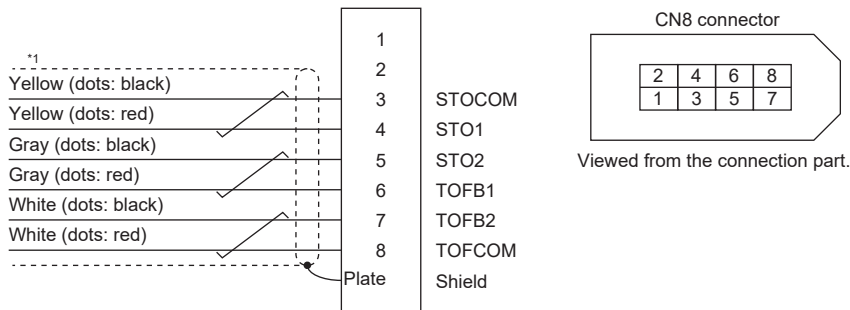 *1
Yellow (dots: black)
Yellow (dots: red)
Gray (dots: black)
Gray (dots: red)
White (dots: black)
White (dots: red)
1
2
3 STOCOM
4 STO1
5 STO2
6 TOFB1
7 TOFB2
8 TOFCOM
Plate Shield
CN8 connector
2 4 6 8
1 3 5 7
Viewed from the connection part.